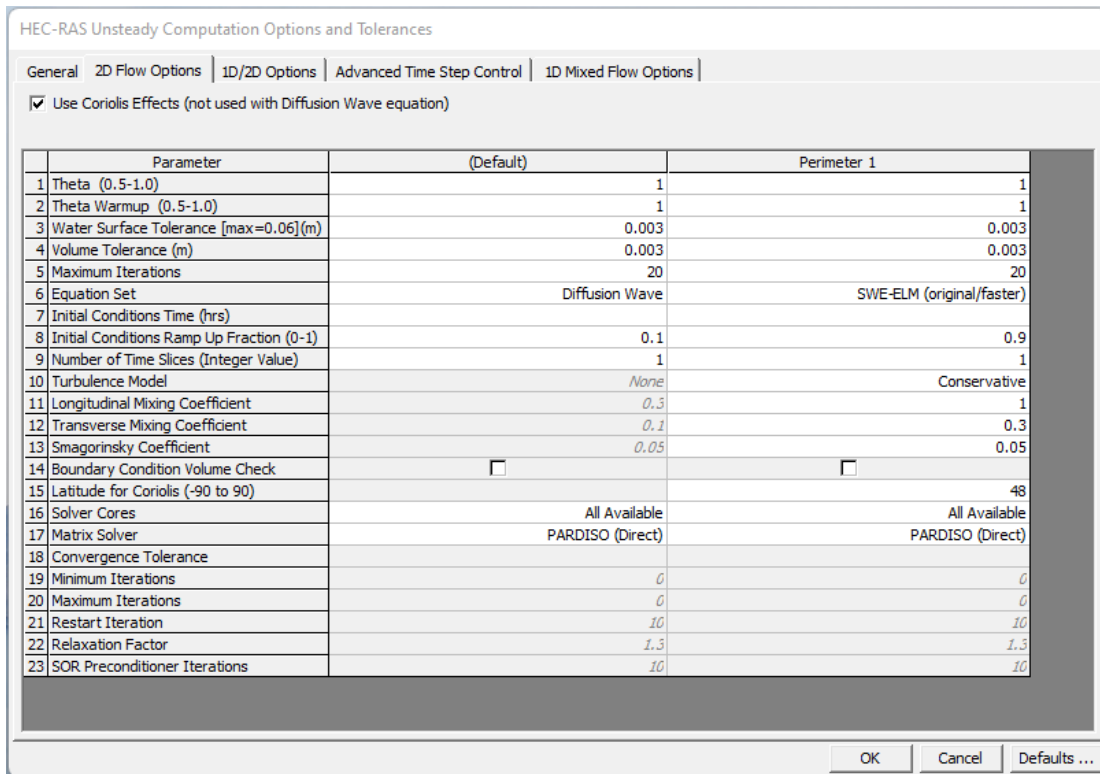 HEC-RAS Unsteady Computation Options and Tolerances
General 2D Flow Options 1D/2D Options Advanced Time Step Control 1D Mixed Flow Options
Use Coriolis Effects (not used with Diffusion Wave equation)
Parameter (Default) Perimeter 1
1 Theta (0.5-1.0) 1 1
2 Theta Warmup (0.5-1.0) 1 1
3 Water Surface Tolerance [max=0.06](m) 0.003 0.003
4 Volume Tolerance (m) 0.003 0.003
5 Maximum Iterations 20 20
6 Equation Set Diffusion Wave SWE-ELM (original/faster)
7 Initial Conditions Time (hrs)
8 Initial Conditions Ramp Up Fraction (0-1) 0.1 0.9
9 Number of Time Slices (Integer Value) 1 1
10 Turbulence Model None Conservative
11 Longitudinal Mixing Coefficient 0.3 1
12 Transverse Mixing Coefficient 0.1 0.3
13 Smagorinsky Coefficient 0.05 0.05
14 Boundary Condition Volume Check
15 Latitude for Coriolis (-90 to 90) 48
16 Solver Cores All Available All Available
17 Matrix Solver PARDISO (Direct) PARDISO (Direct)
18 Convergence Tolerance
19 Minimum Iterations 0 0
20 Maximum Iterations 0 0
21 Restart Iteration 10 10
22 Relaxation Factor 1.3 1.3
23 SOR Preconditioner Iterations 10 10
OK Cancel Defaults ...